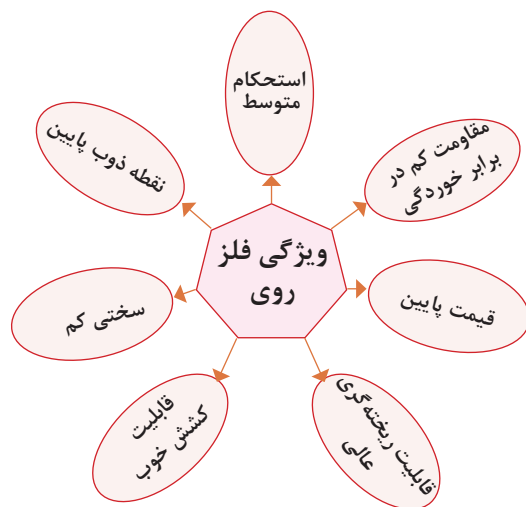 ویژگی فلز
روی
استحکام
متوسط
مقاومت کم در
برابر خوردگی
قیمت پایین
قابلیت ریخته‌گری
عالی
قابلیت
کشش خوب
سختی کم
نقطه ذوب پایین